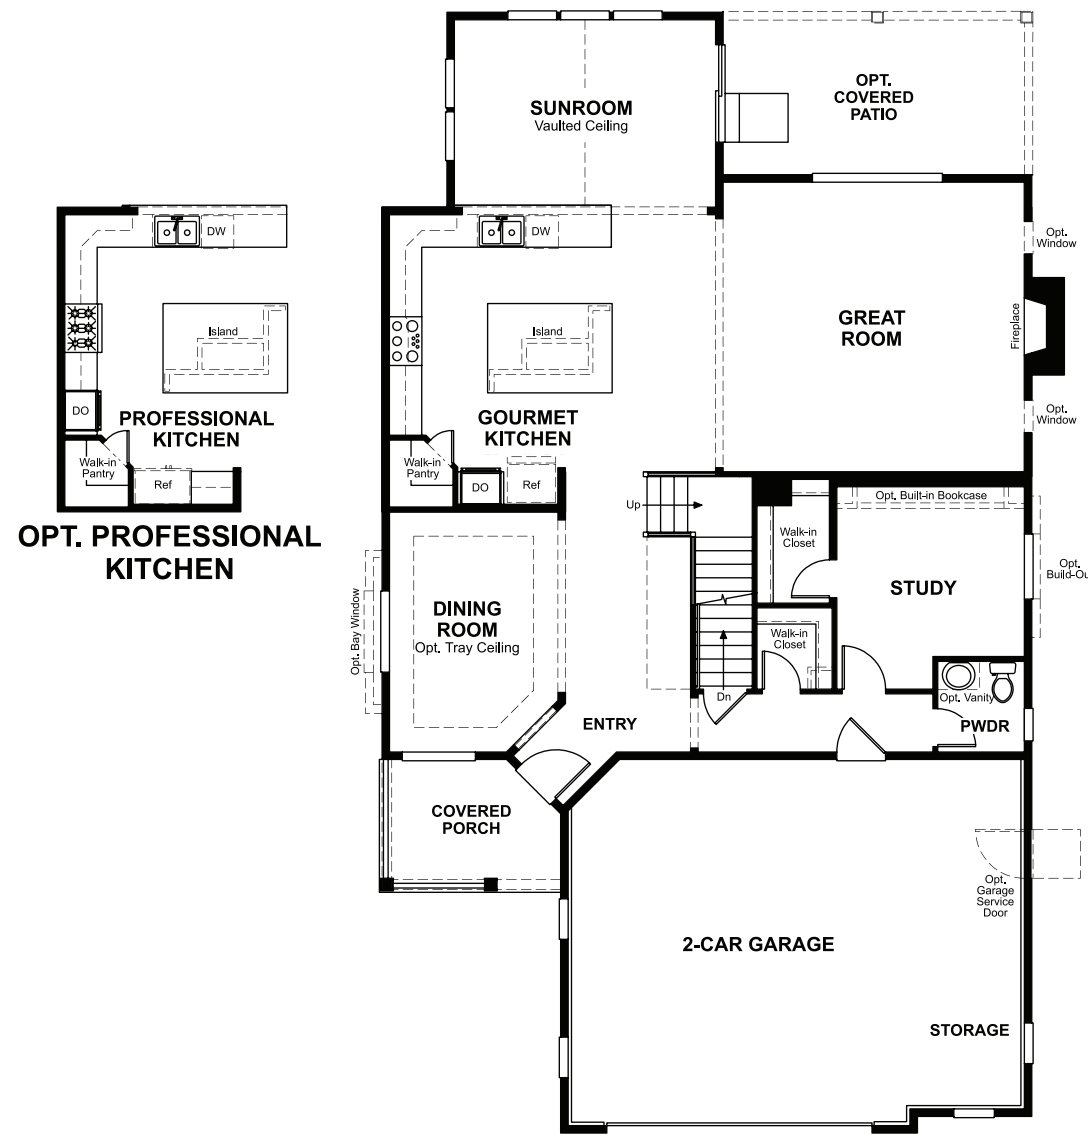 SUNROOM
Vaulted Ceiling
OPT.
COVERED
PATIO
DW
Island
DO
PROFESSIONAL
KITCHEN
Walk-in
Pantry
Ref
OPT. PROFESSIONAL
KITCHEN
DW
Island
GOURMET
KITCHEN
Walk-in
Pantry
DO
Ref
GREAT
ROOM
Opt.
Window
Fireplace
Opt.
Window
Up
Opt. Built-in Bookcase
Walk-in
Closet
STUDY
Opt.
Build-Ou
Opt. Bay Window
DINING
ROOM
Opt. Tray Ceiling
Walk-in
Closet
Dn
Opt. Vanity
PWDR
ENTRY
COVERED
PORCH
Opt.
Garage
Service
Door
2-CAR GARAGE
STORAGE